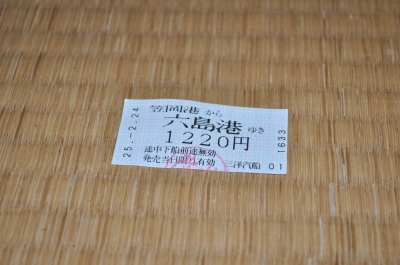 笠岡港 から
六島港 ゆき
1220円
途中下船前途無効
発売当日限り有効 三洋汽船 01
25.-2.24
1633